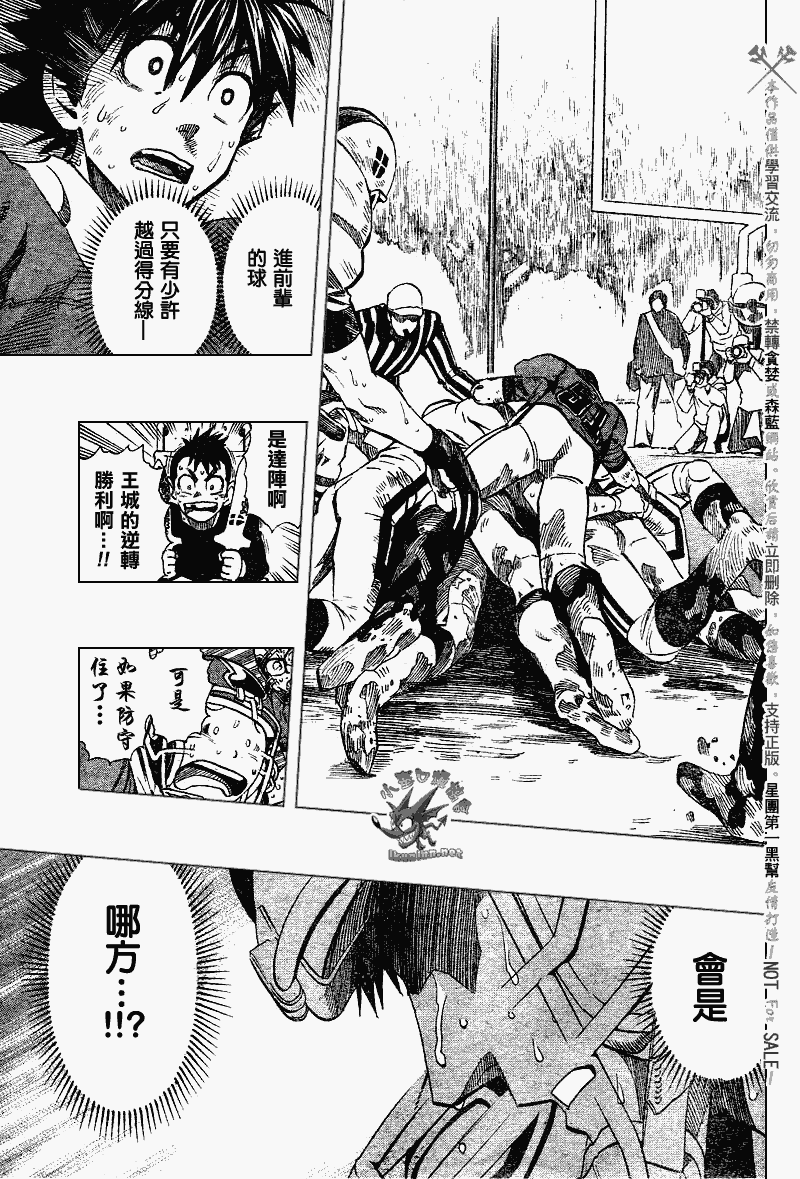 進前輩
的球
只要有少許
越過得分線—
是達陣啊
王城的逆轉
勝利啊…!!
可是
如果防守
住了…
會是
哪方…
!!?
本作品僅供學習交流，切勿商用，禁轉貪婪或森藍網站。欣賞后請立即刪除，如您喜歡，支持正版。星團第一黑幫友情打造/NOT For SALE/